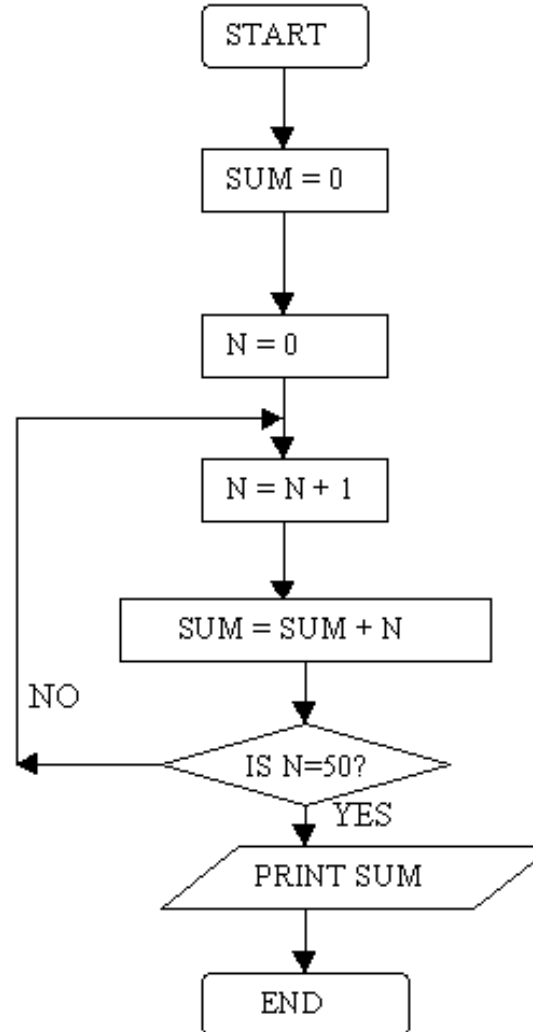 START
SUM = 0
N = 0
N = N + 1
SUM = SUM + N
NO
IS N=50?
YES
PRINT SUM
END